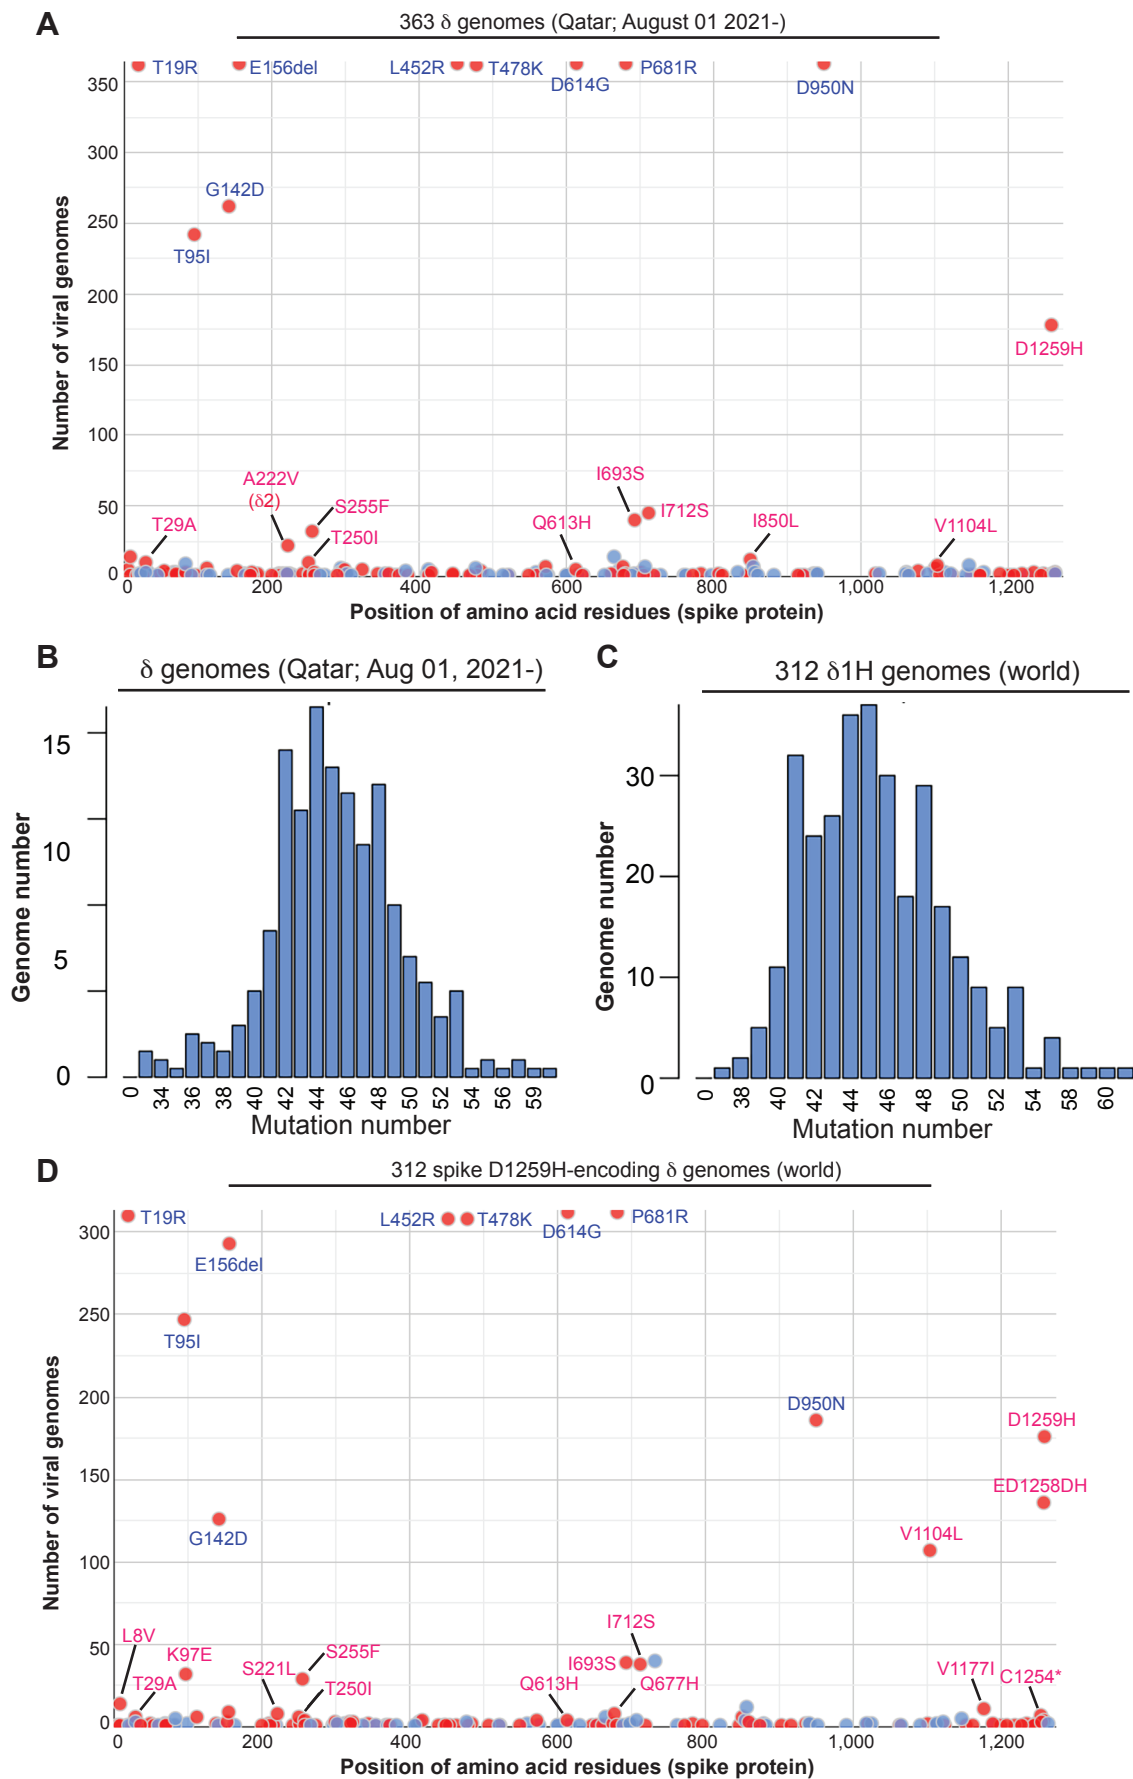 A
363 δ genomes (Qatar; August 01 2021-)
T19R
E156del
L452R
T478K
D614G
P681R
D950N
350
300
250
200
150
100
50
0
Number of viral genomes
G142D
T95I
D1259H
A222V
(δ2)
S255F
T250I
T29A
I693S
I712S
Q613H
I850L
V1104L
0 200 400 600 800 1,000 1,200
Position of amino acid residues (spike protein)
B
δ genomes (Qatar; Aug 01, 2021-)
15
10
5
0
Genome number
0 34 36 38 40 42 44 46 48 50 52 54 56 59
Mutation number
C
312 δ1H genomes (world)
30
20
10
0
Genome number
0 38 40 42 44 46 48 50 52 54 58 60
Mutation number
D
312 spike D1259H-encoding δ genomes (world)
T19R
L452R
T478K
D614G
P681R
E156del
T95I
G142D
D950N
D1259H
ED1258DH
V1104L
300
250
200
150
100
50
0
Number of viral genomes
L8V
K97E
T29A
S221L
S255F
T250I
I712S
I693S
Q613H
Q677H
V1177I
C1254*
0 200 400 600 800 1,000 1,200
Position of amino acid residues (spike protein)